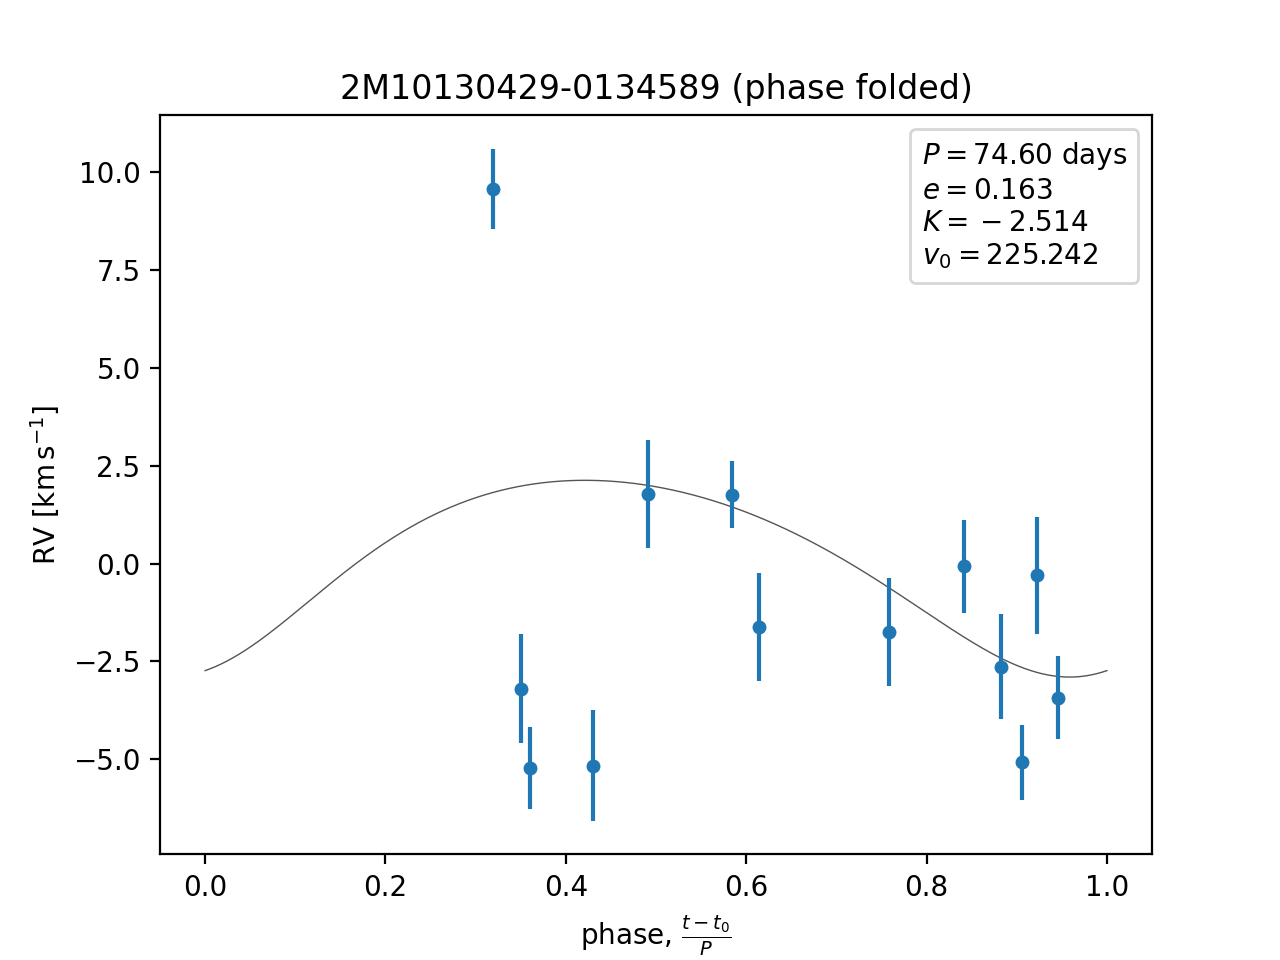 2M10130429-0134589 (phase folded)
P = 74.60 days
e = 0.163
K = −2.514
v₀ = 225.242
10.0
7.5
5.0
2.5
0.0
−2.5
−5.0
RV [km s⁻¹]
0.0 0.2 0.4 0.6 0.8 1.0
phase, (t − t₀)/P